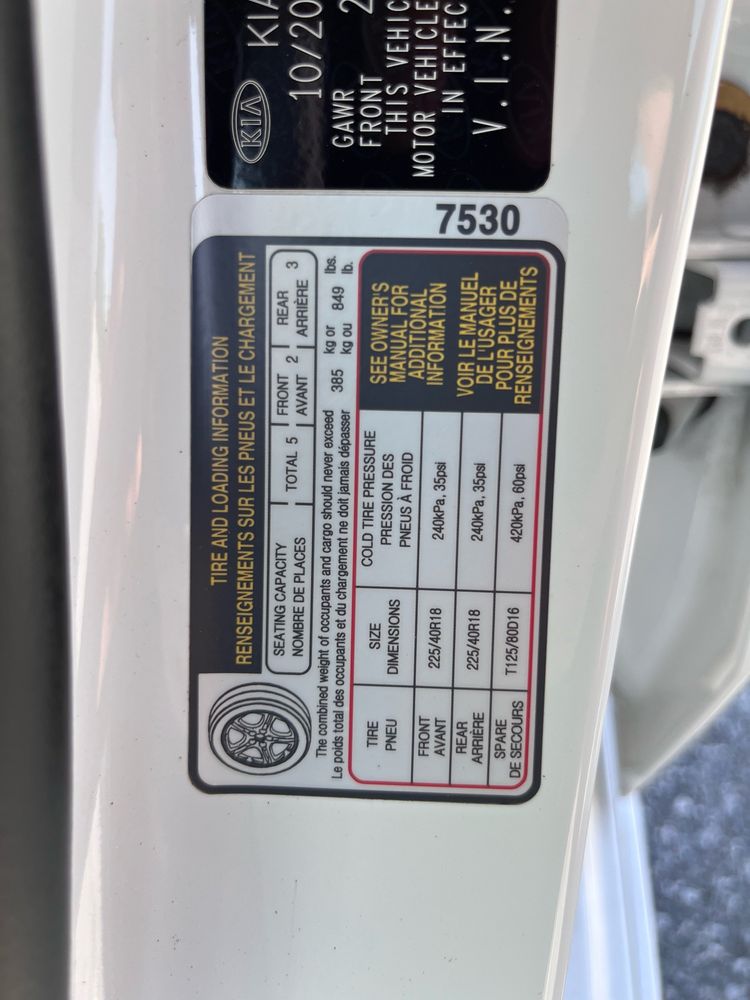 KIA
KIA
10/20
GAWR
FRONT 2
THIS VEHIC
MOTOR VEHICLE
IN EFFEC
V.I.N.
7530
TIRE AND LOADING INFORMATION
RENSEIGNEMENTS SUR LES PNEUS ET LE CHARGEMENT
SEATING CAPACITY
NOMBRE DE PLACES
TOTAL 5
FRONT
AVANT 2
REAR
ARRIÈRE 3
The combined weight of occupants and cargo should never exceed 385 kg or 849 lbs.
Le poids total des occupants et du chargement ne doit jamais dépasser kg ou lb.
TIRE
PNEU
SIZE
DIMENSIONS
COLD TIRE PRESSURE
PRESSION DES
PNEUS À FROID
SEE OWNER'S
MANUAL FOR
ADDITIONAL
INFORMATION
VOIR LE MANUEL
DE L'USAGER
POUR PLUS DE
RENSEIGNEMENTS
FRONT
AVANT
225/40R18
240kPa, 35psi
REAR
ARRIÈRE
225/40R18
240kPa, 35psi
SPARE
DE SECOURS
T125/80D16
420kPa, 60psi